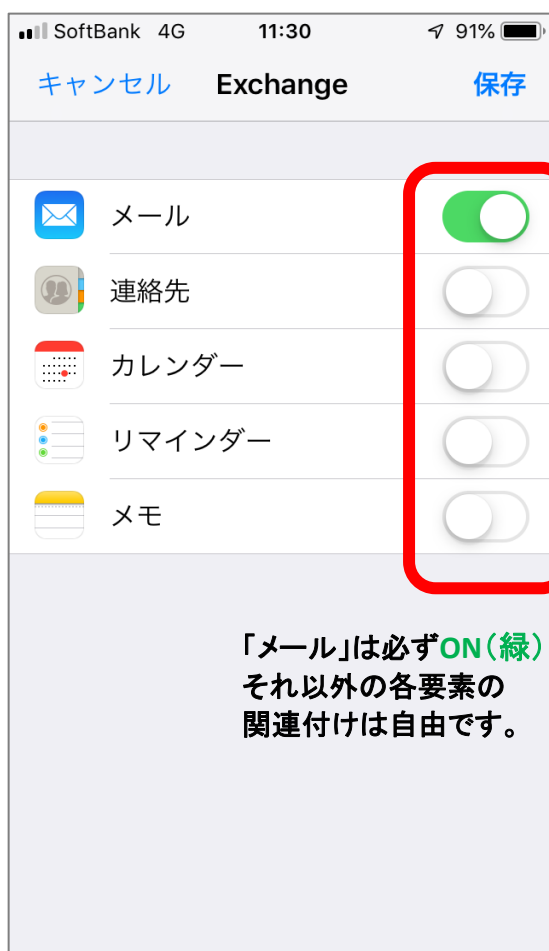 SoftBank 4G 11:30 91%
キャンセル Exchange 保存
メール
連絡先
カレンダー
リマインダー
メモ
「メール」は必ずON（緑）
それ以外の各要素の
関連付けは自由です。